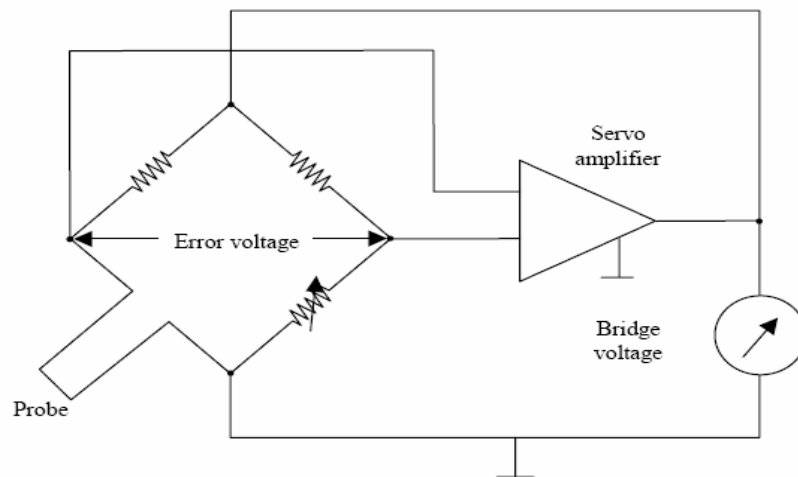 Servo
amplifier
Error voltage
Bridge
voltage
Probe